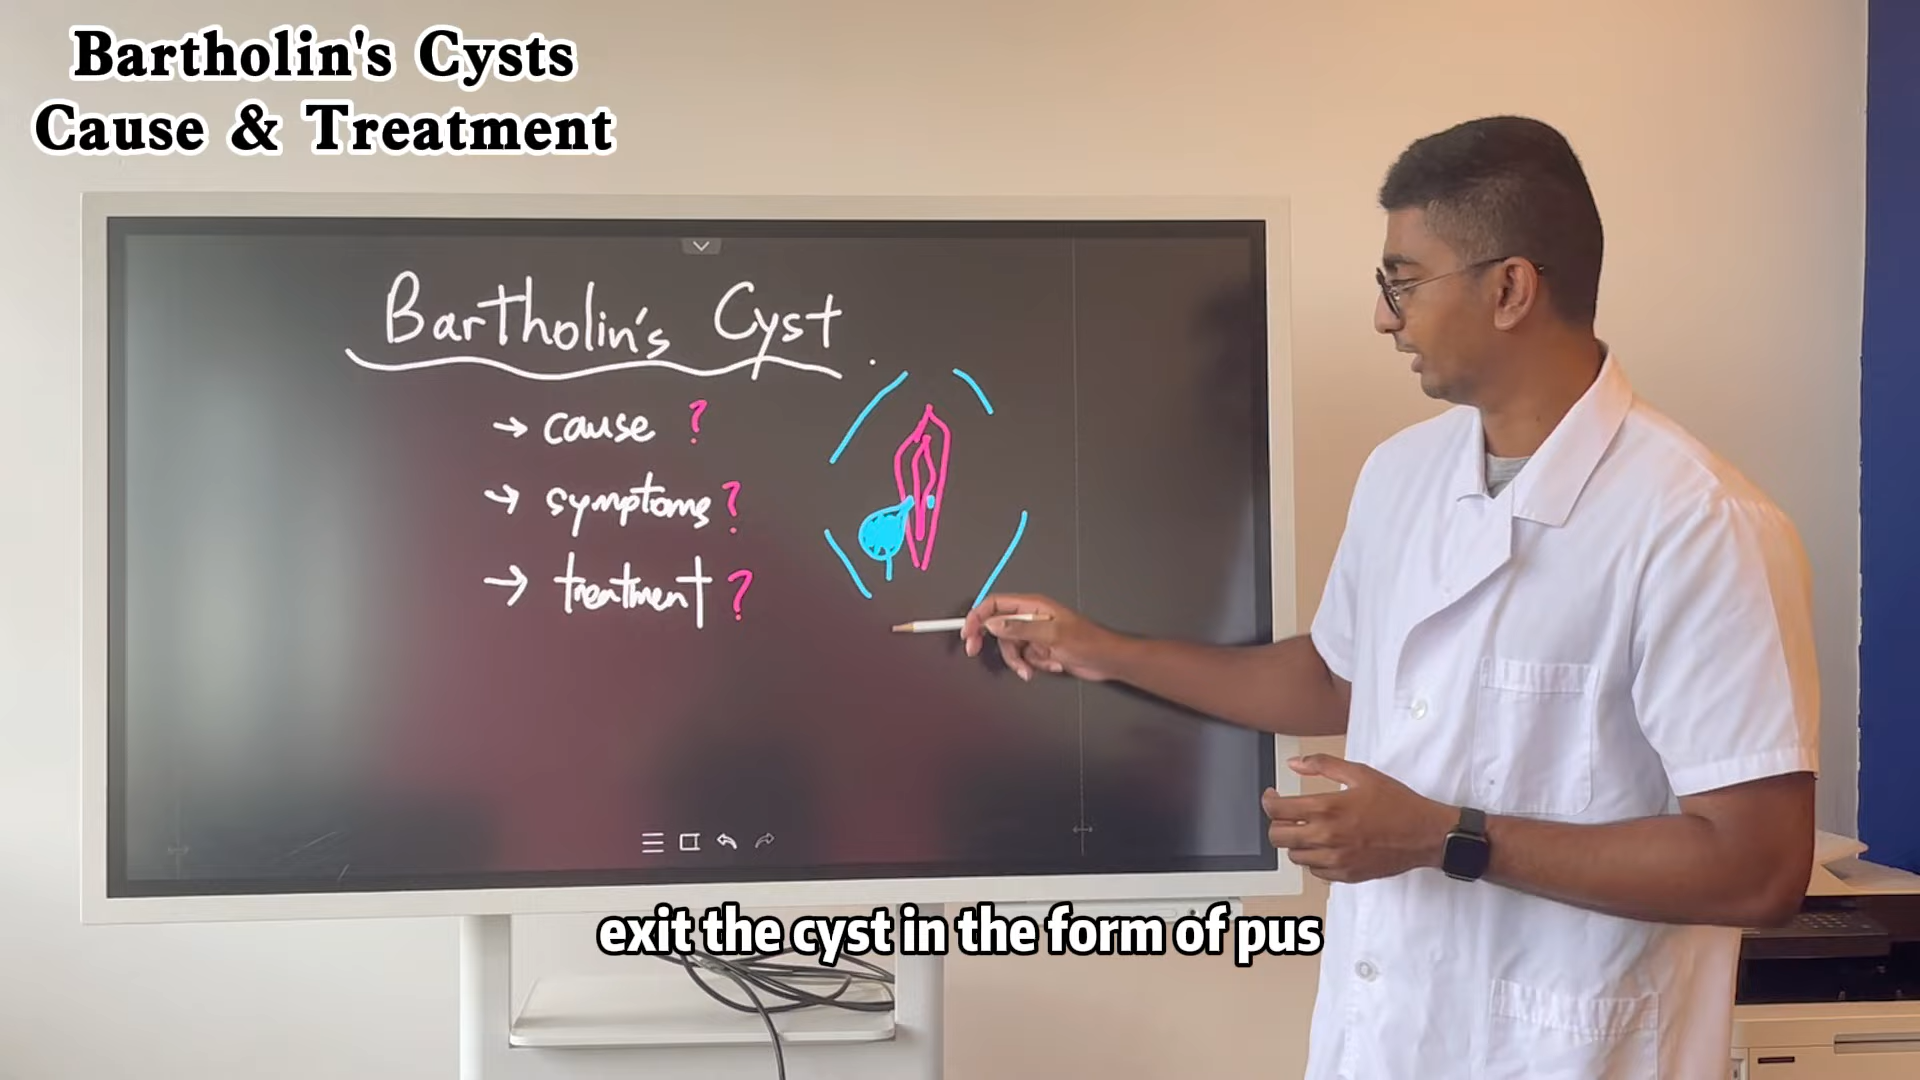 Bartholin's Cysts
Cause & Treatment
Bartholin's Cyst.
→ cause ?
→ symptoms ?
→ treatment ?
exit the cyst in the form of pus